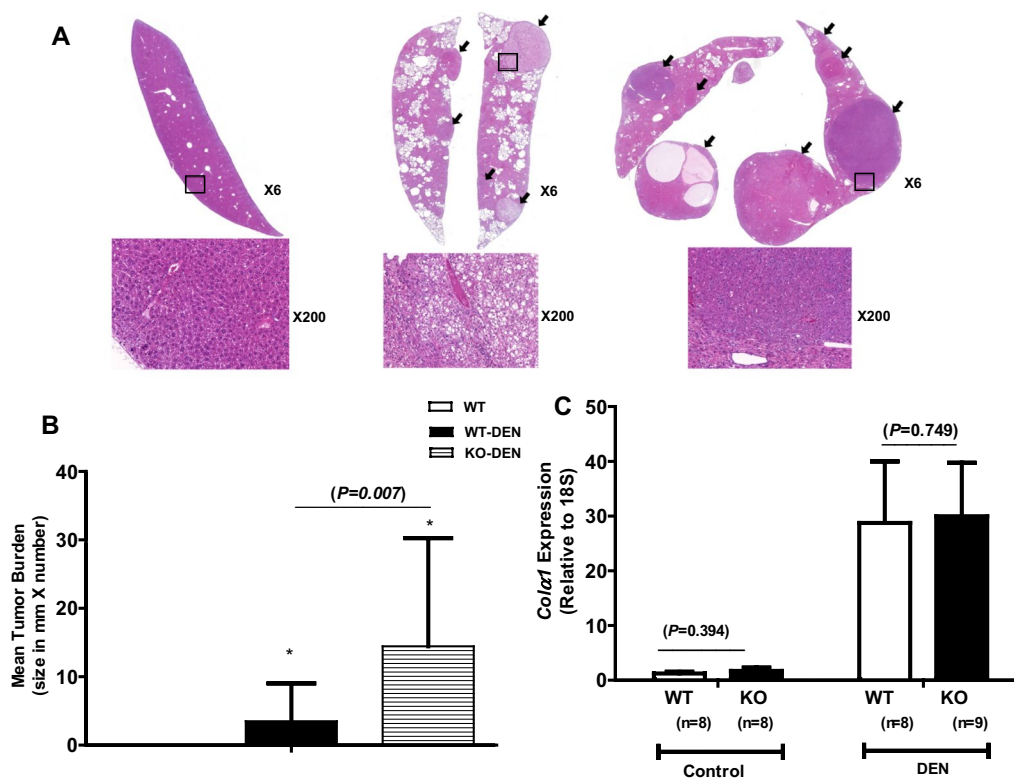 A
X6
X6
X6
X200
X200
X200
B
WT
WT-DEN
KO-DEN
40
30
20
10
0
Mean Tumor Burden
(size in mm X number)
(P=0.007)
*
*
C
50
40
30
20
10
0
Colα1 Expression
(Relative to 18S)
(P=0.394)
(P=0.749)
WT
KO
WT
KO
(n=8)
(n=8)
(n=8)
(n=9)
Control
DEN